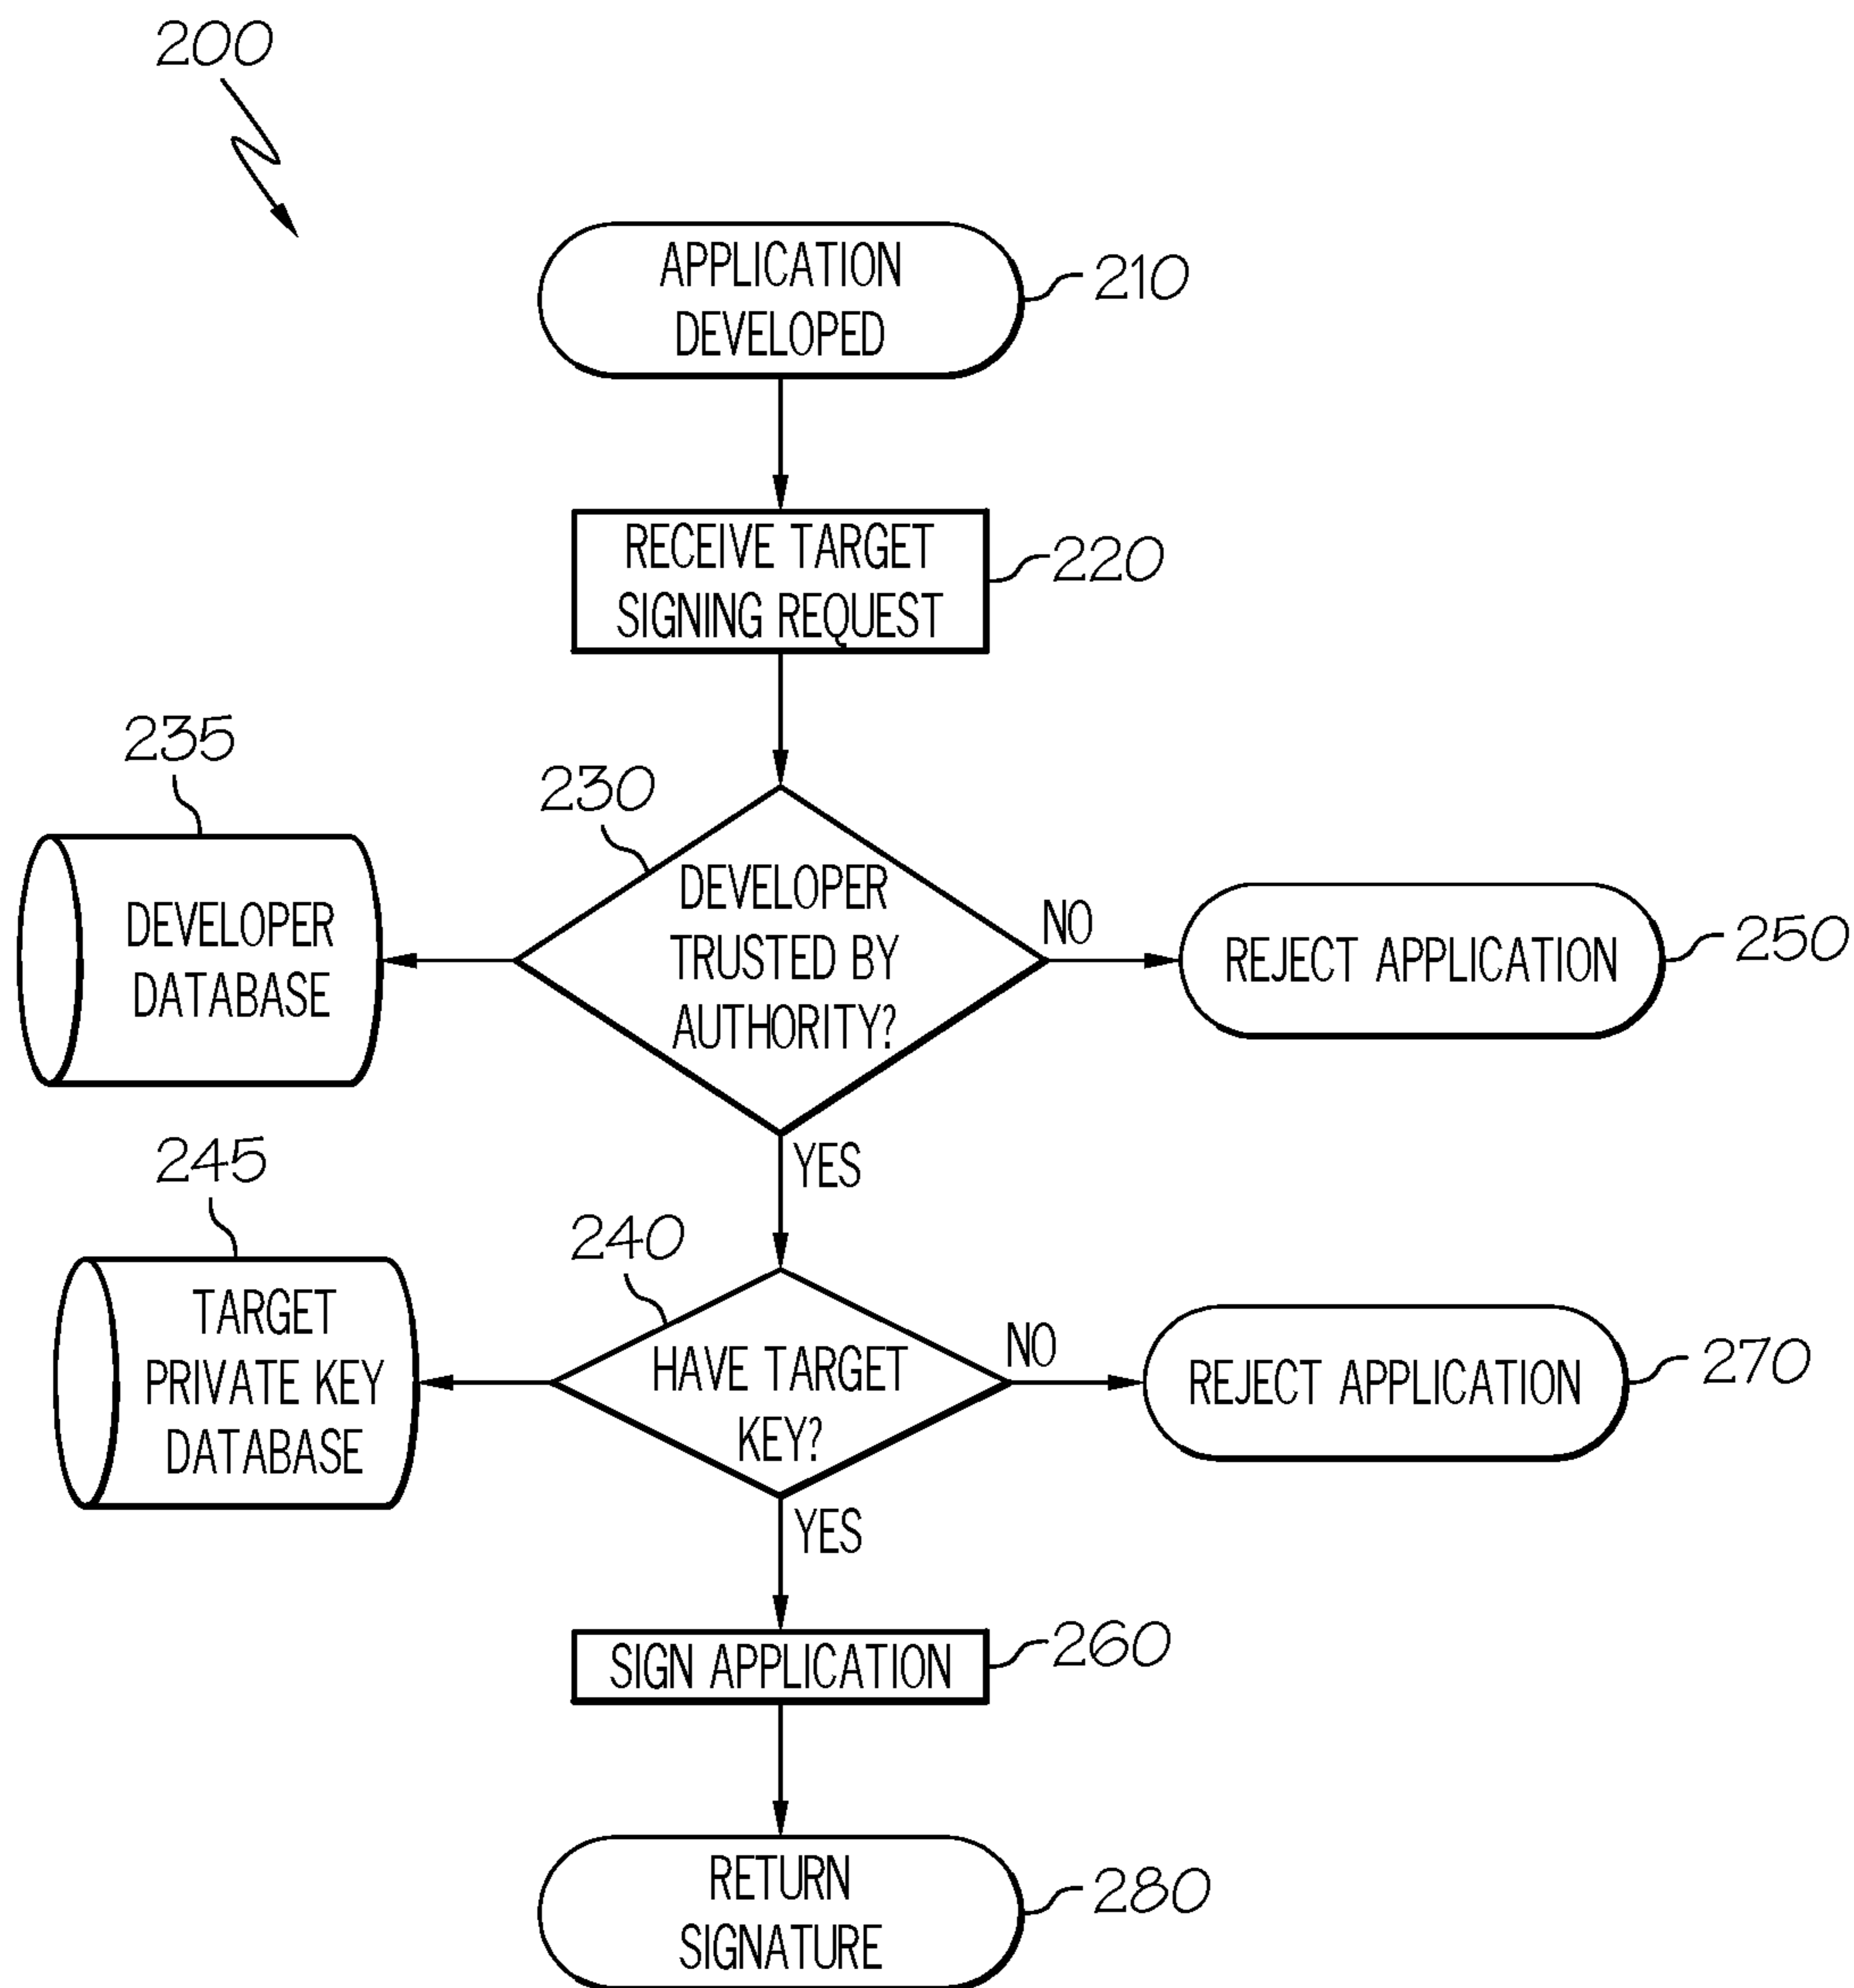 200
APPLICATION
DEVELOPED
210
RECEIVE TARGET
SIGNING REQUEST
220
235
230
DEVELOPER
DATABASE
DEVELOPER
TRUSTED BY
AUTHORITY?
NO
REJECT APPLICATION
250
YES
245
240
TARGET
PRIVATE KEY
DATABASE
HAVE TARGET
KEY?
NO
REJECT APPLICATION
270
YES
SIGN APPLICATION
260
RETURN
SIGNATURE
280